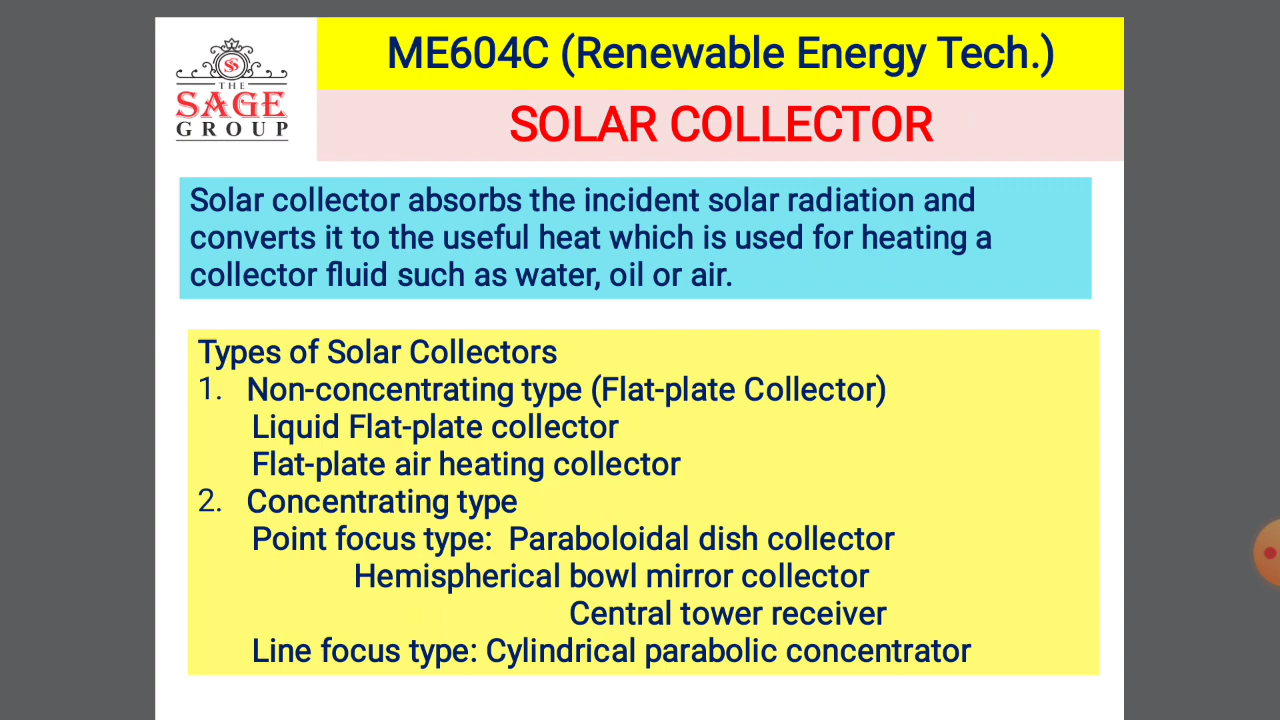 THE
SAGE
GROUP
ME604C (Renewable Energy Tech.)
SOLAR COLLECTOR
Solar collector absorbs the incident solar radiation and
converts it to the useful heat which is used for heating a
collector fluid such as water, oil or air.
Types of Solar Collectors
1. Non-concentrating type (Flat-plate Collector)
Liquid Flat-plate collector
Flat-plate air heating collector
2. Concentrating type
Point focus type: Paraboloidal dish collector
Hemispherical bowl mirror collector
Central tower receiver
Line focus type: Cylindrical parabolic concentrator